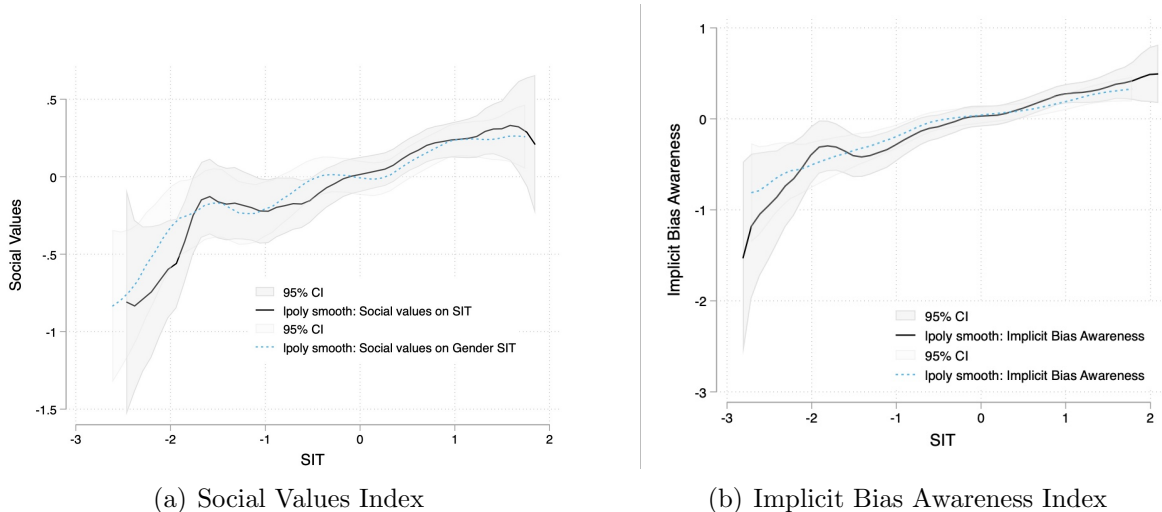 .5
0
-.5
-1
-1.5
Social Values
-3
-2
-1
0
1
2
SIT
95% CI
lpoly smooth: Social values on SIT
95% CI
lpoly smooth: Social values on Gender SIT
(a) Social Values Index
1
0
-1
-2
-3
Implicit Bias Awareness
-3
-2
-1
0
1
2
SIT
95% CI
lpoly smooth: Implicit Bias Awareness
95% CI
lpoly smooth: Implicit Bias Awareness
(b) Implicit Bias Awareness Index